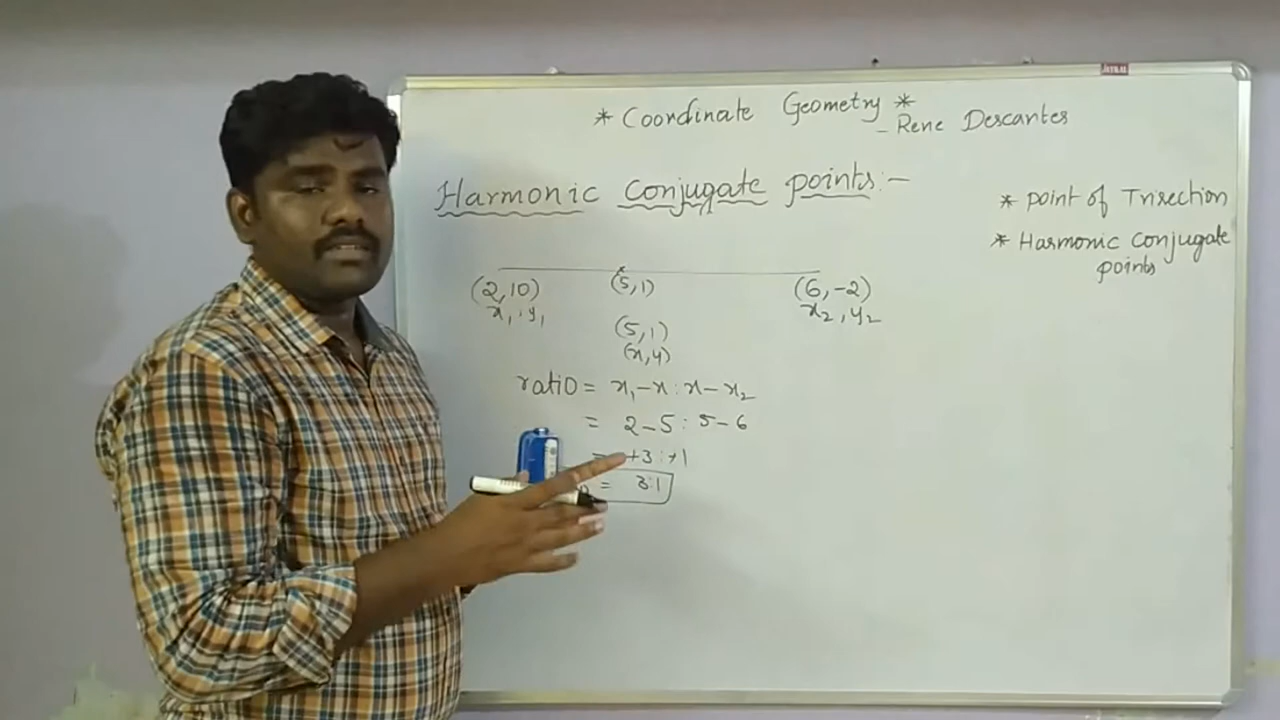 * Coordinate Geometry *
- Rene Descartes
Harmonic Conjugate points:-
* Point of Trisection
* Harmonic Conjugate
points
(2,10) (5,1) (6,-2)
x₁, y₁ x₂, y₂
(5,1)
(x,y)
ratio = x₁-x : x-x₂
= 2-5 : 5-6
= +3 : +1
= 3:1